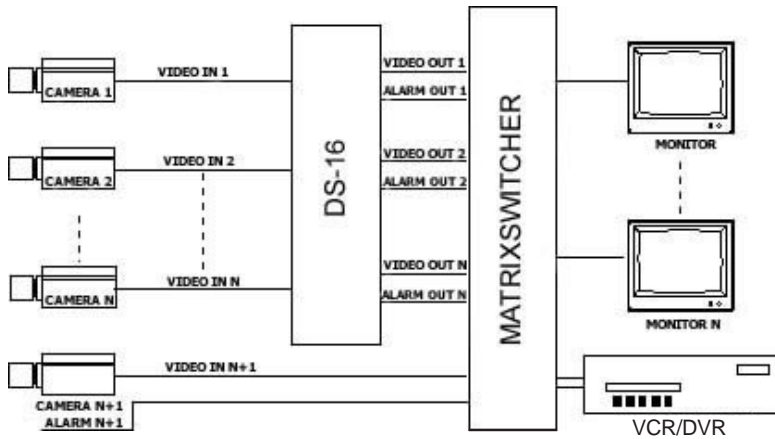 CAMERA 1
VIDEO IN 1
VIDEO OUT 1
ALARM OUT 1
MONITOR
CAMERA 2
VIDEO IN 2
DS-16
VIDEO OUT 2
ALARM OUT 2
MATRIXSWITCHER
CAMERA N
VIDEO IN N
VIDEO OUT N
ALARM OUT N
MONITOR N
VIDEO IN N+1
CAMERA N+1
ALARM N+1
VCR/DVR